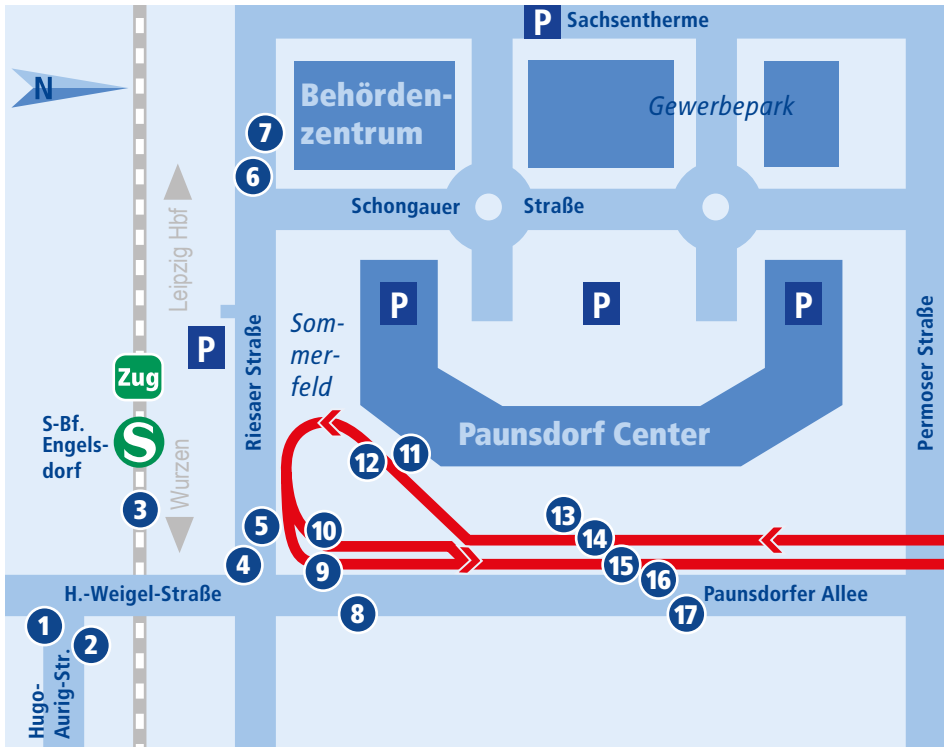 P Sachsentherme
N
Behörden-
zentrum
Gewerbepark
7
6
Schongauer Straße
Leipzig Hbf
P
P
P
P
Riesaer Straße
Som-
mer-
feld
Permoser Straße
Zug
S-Bf.
Engels-
dorf
S
Wurzen
Paunsdorf Center
11
12
3
5
10
13
14
4
9
15
16
H.-Weigel-Straße
Paunsdorfer Allee
8
17
1
2
Hugo-
Aurig-Str.